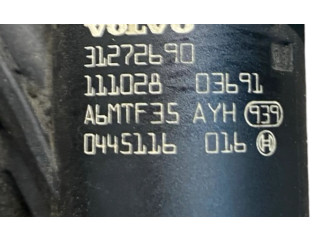 VOLVO
31272690
111028 03691
A6MTF35 AYH 939
0445116 016 H